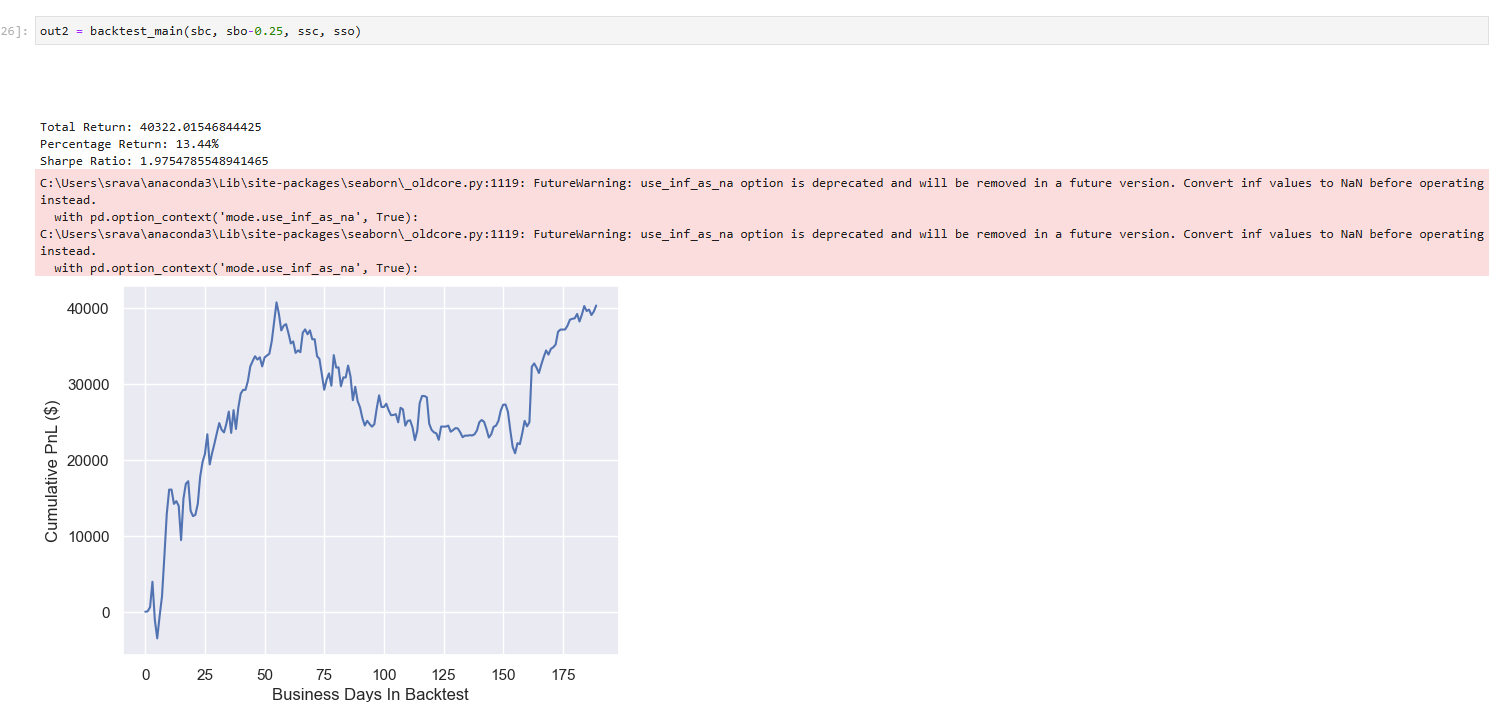 26]:
out2 = backtest_main(sbc, sbo-0.25, ssc, sso)
Total Return: 40322.01546844425
Percentage Return: 13.44%
Sharpe Ratio: 1.9754785548941465
C:\Users\srava\anaconda3\Lib\site-packages\seaborn\_oldcore.py:1119: FutureWarning: use_inf_as_na option is deprecated and will be removed in a future version. Convert inf values to NaN before operating
instead.
  with pd.option_context('mode.use_inf_as_na', True):
C:\Users\srava\anaconda3\Lib\site-packages\seaborn\_oldcore.py:1119: FutureWarning: use_inf_as_na option is deprecated and will be removed in a future version. Convert inf values to NaN before operating
instead.
  with pd.option_context('mode.use_inf_as_na', True):
Cumulative PnL ($)
40000
30000
20000
10000
0
0 25 50 75 100 125 150 175
Business Days In Backtest